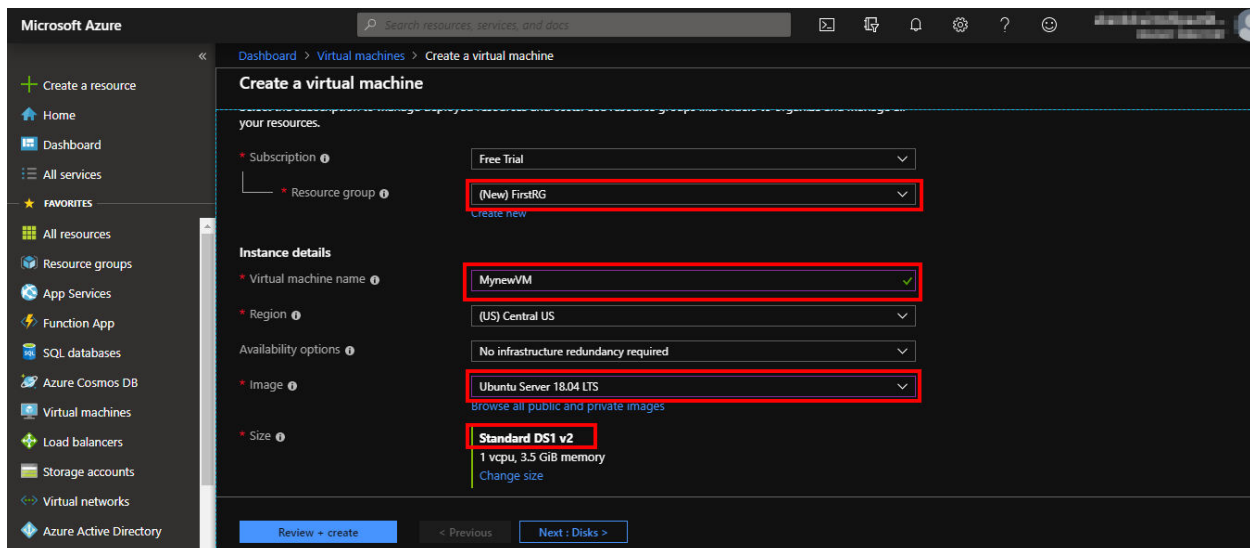 Microsoft Azure
Search resources, services, and docs
Dashboard > Virtual machines > Create a virtual machine
Create a virtual machine
Create a resource
Home
Dashboard
All services
FAVORITES
All resources
Resource groups
App Services
Function App
SQL databases
Azure Cosmos DB
Virtual machines
Load balancers
Storage accounts
Virtual networks
Azure Active Directory
your resources.
* Subscription
Free Trial
* Resource group
(New) FirstRG
Create new
Instance details
* Virtual machine name
MynewVM
* Region
(US) Central US
Availability options
No infrastructure redundancy required
* Image
Ubuntu Server 18.04 LTS
Browse all public and private images
* Size
Standard DS1 v2
1 vcpu, 3.5 GiB memory
Change size
Review + create
< Previous
Next : Disks >